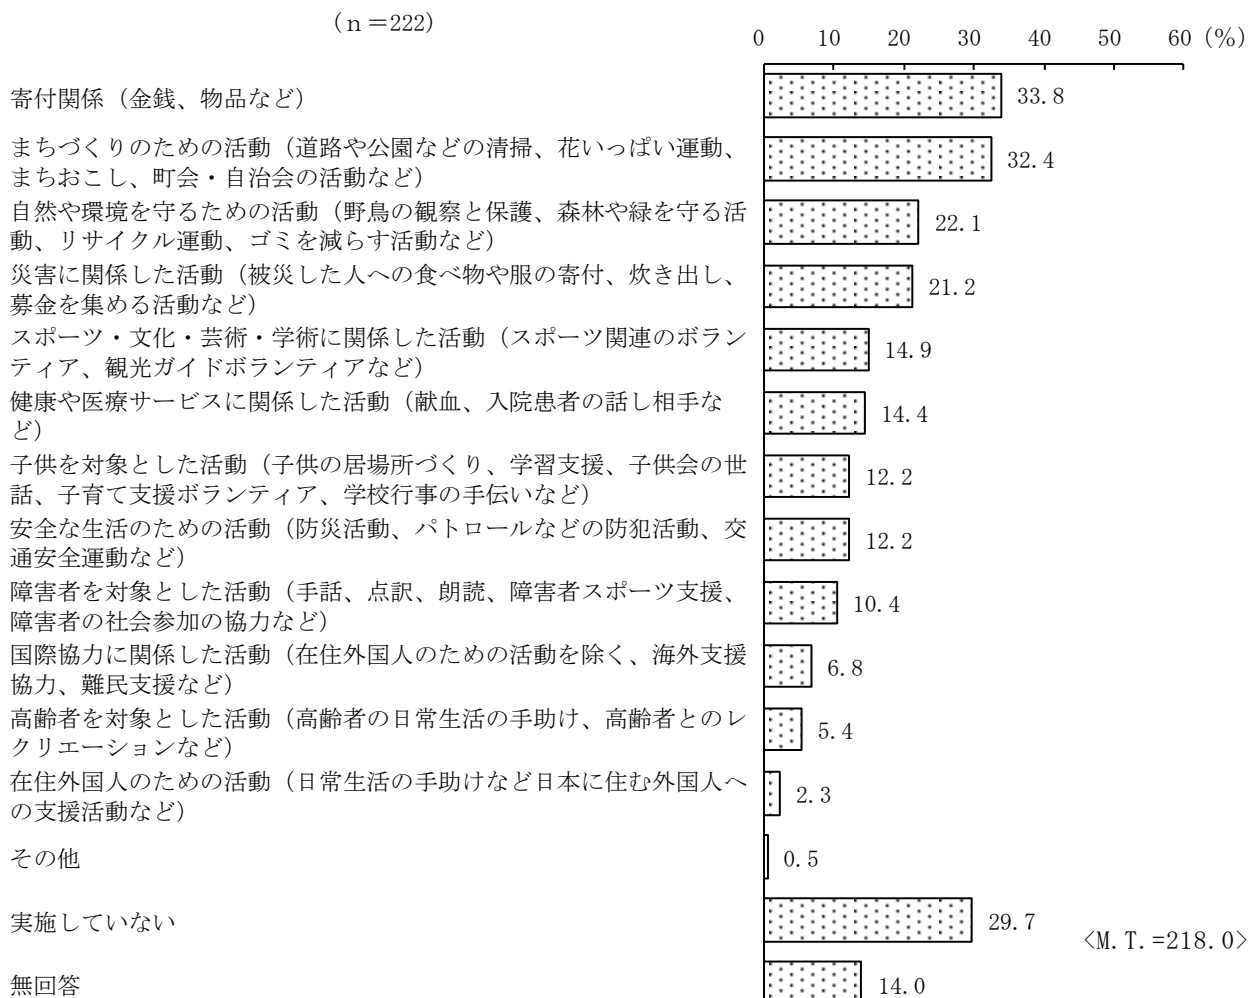 (n=222)
0 10 20 30 40 50 60 (%)
寄付関係(金銭、物品など)
33.8
まちづくりのための活動(道路や公園などの清掃、花いっぱい運動、
まちおこし、町会・自治会の活動など)
32.4
自然や環境を守るための活動(野鳥の観察と保護、森林や緑を守る活
動、リサイクル運動、ゴミを減らす活動など)
22.1
災害に関係した活動(被災した人への食べ物や服の寄付、炊き出し、
募金を集める活動など)
21.2
スポーツ・文化・芸術・学術に関係した活動(スポーツ関連のボラン
ティア、観光ガイドボランティアなど)
14.9
健康や医療サービスに関係した活動(献血、入院患者の話し相手な
ど)
14.4
子供を対象とした活動(子供の居場所づくり、学習支援、子供会の世
話、子育て支援ボランティア、学校行事の手伝いなど)
12.2
安全な生活のための活動(防災活動、パトロールなどの防犯活動、交
通安全運動など)
12.2
障害者を対象とした活動(手話、点訳、朗読、障害者スポーツ支援、
障害者の社会参加の協力など)
10.4
国際協力に関係した活動(在住外国人のための活動を除く、海外支援
協力、難民支援など)
6.8
高齢者を対象とした活動(高齢者の日常生活の手助け、高齢者とのレ
クリエーションなど)
5.4
在住外国人のための活動(日常生活の手助けなど日本に住む外国人へ
の支援活動など)
2.3
その他
0.5
実施していない
29.7
<M.T.=218.0>
無回答
14.0